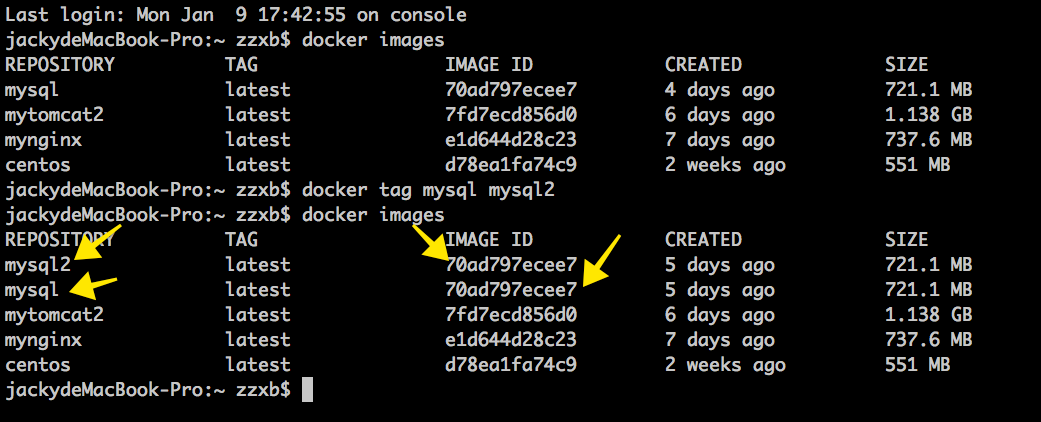 Last login: Mon Jan  9 17:42:55 on console
jackydeMacBook-Pro:~ zzxb$ docker images
REPOSITORY          TAG                 IMAGE ID            CREATED             SIZE
mysql               latest              70ad797ecee7        4 days ago          721.1 MB
mytomcat2           latest              7fd7ecd856d0        6 days ago          1.138 GB
mynginx             latest              e1d644d28c23        7 days ago          737.6 MB
centos              latest              d78ea1fa74c9        2 weeks ago         551 MB
jackydeMacBook-Pro:~ zzxb$ docker tag mysql mysql2
jackydeMacBook-Pro:~ zzxb$ docker images
REPOSITORY          TAG                 IMAGE ID            CREATED             SIZE
mysql2              latest              70ad797ecee7        5 days ago          721.1 MB
mysql               latest              70ad797ecee7        5 days ago          721.1 MB
mytomcat2           latest              7fd7ecd856d0        6 days ago          1.138 GB
mynginx             latest              e1d644d28c23        7 days ago          737.6 MB
centos              latest              d78ea1fa74c9        2 weeks ago         551 MB
jackydeMacBook-Pro:~ zzxb$